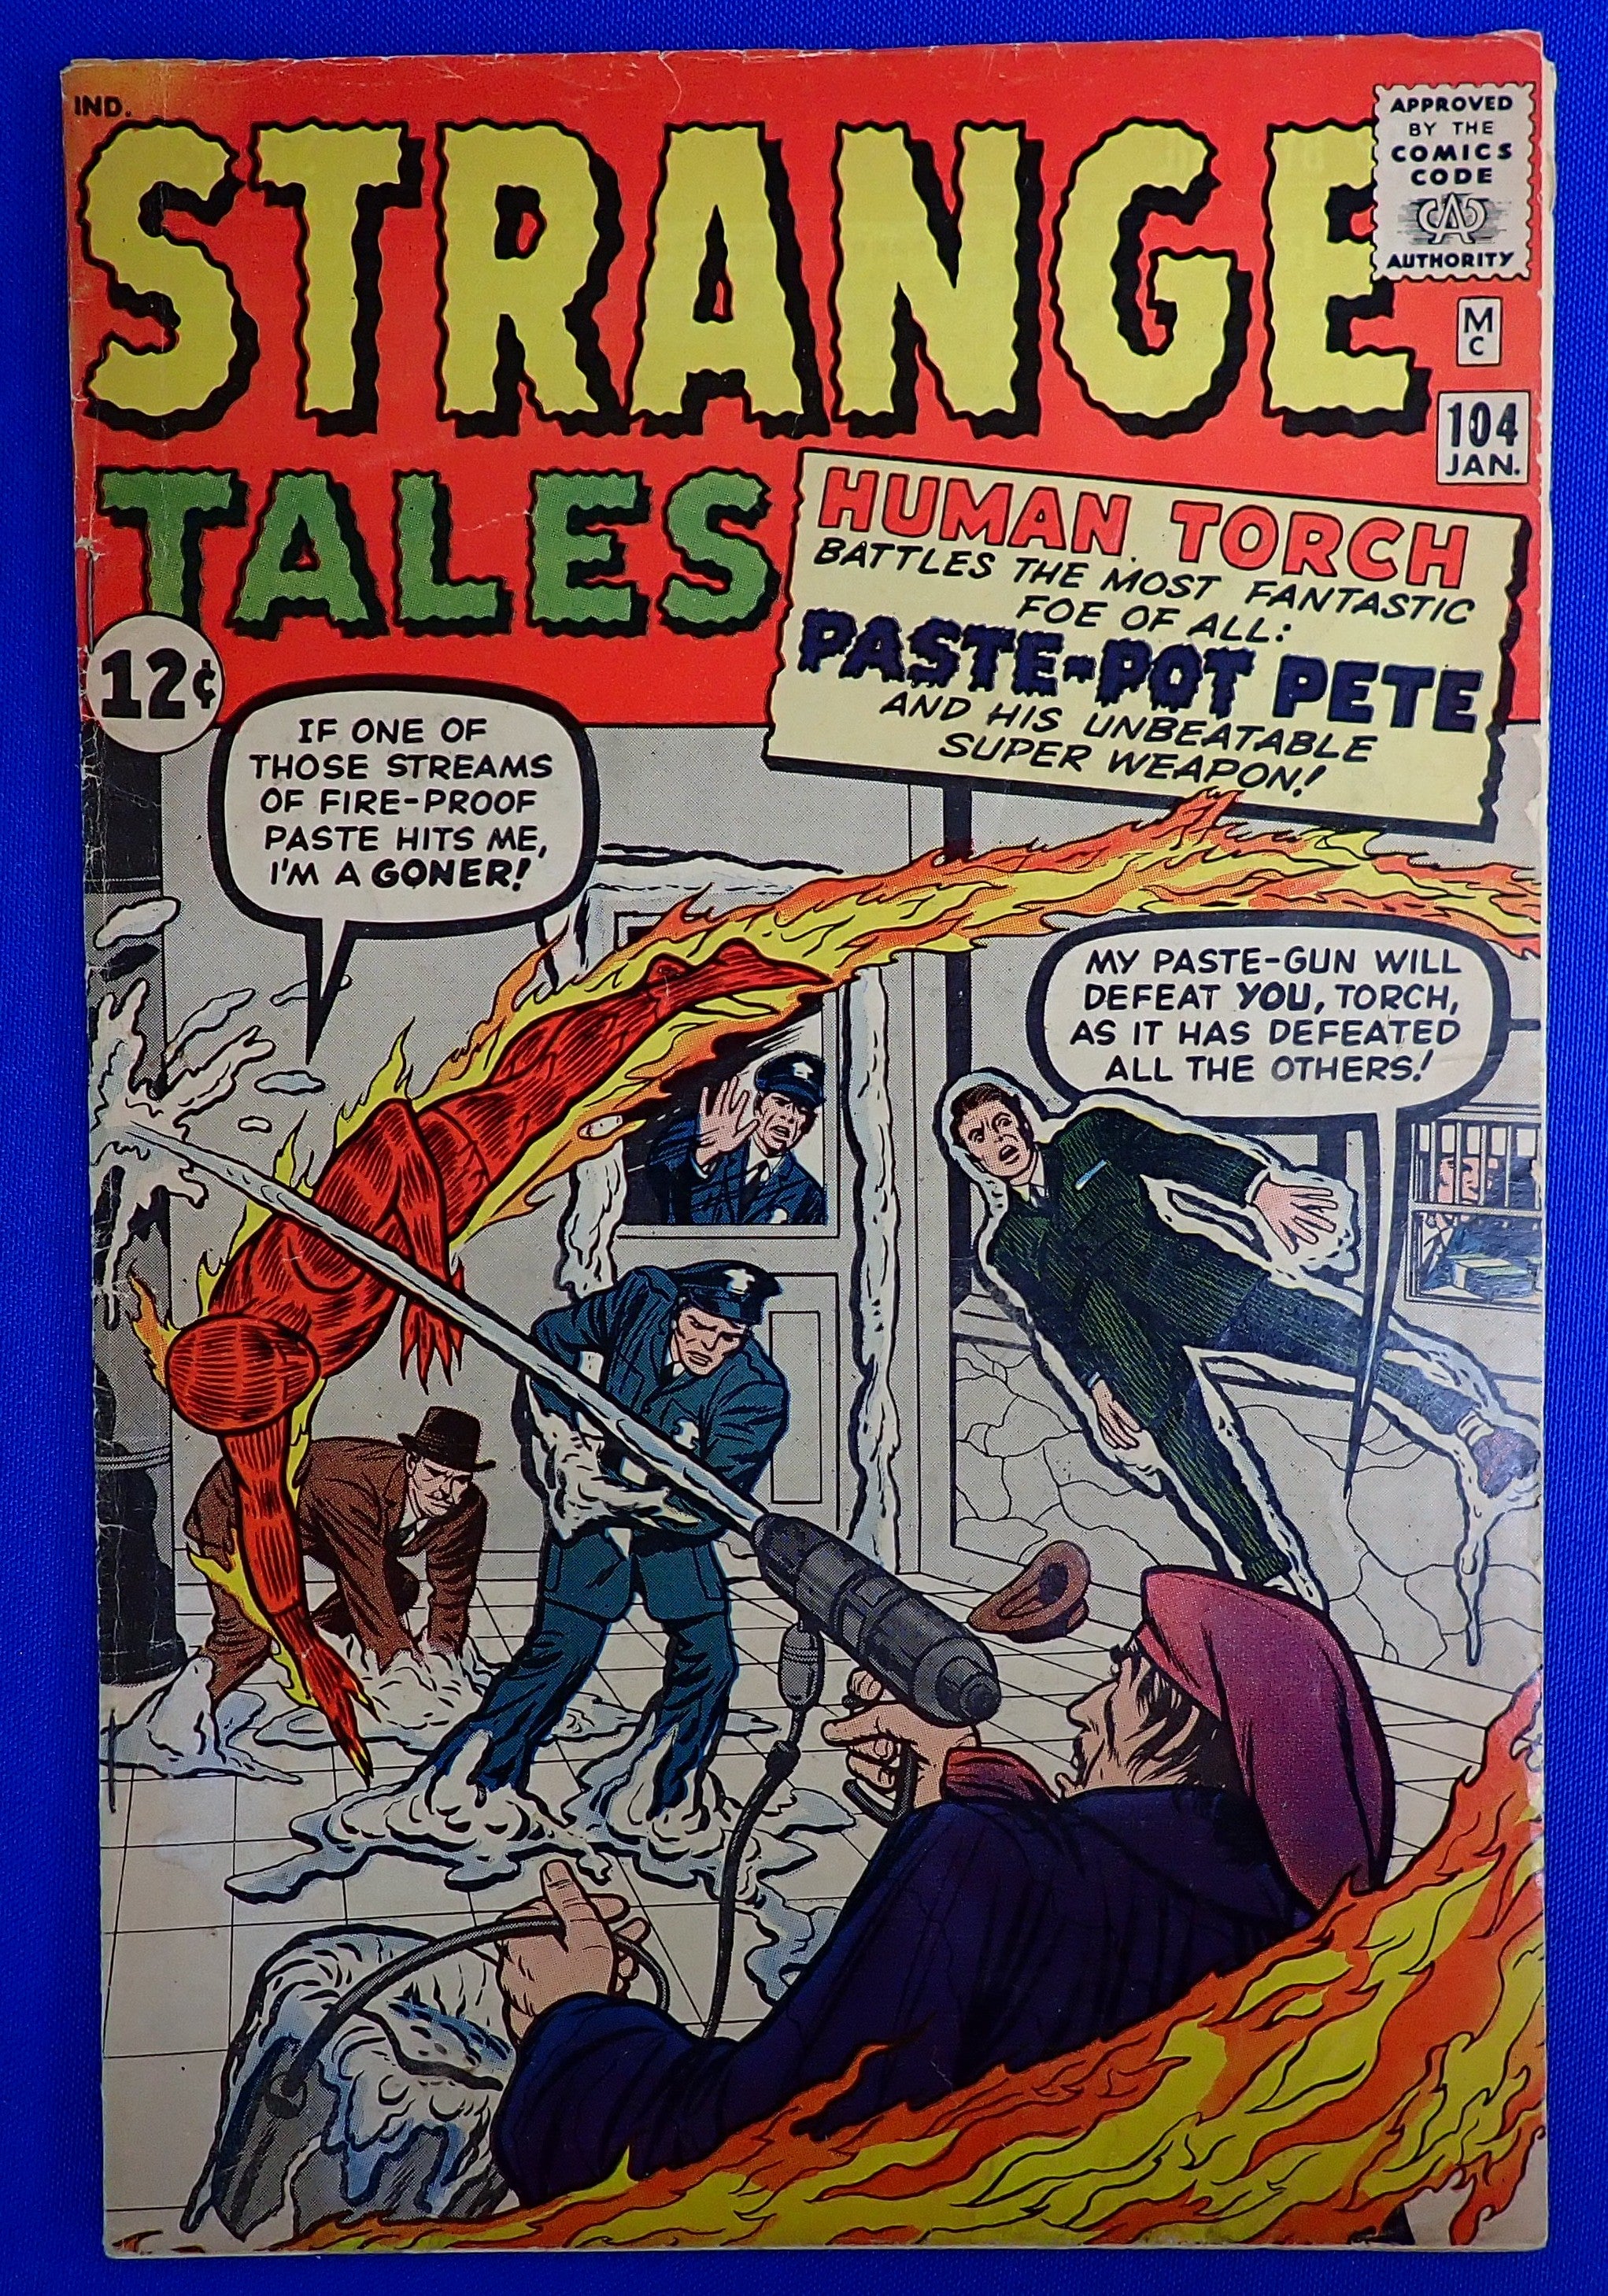 IND.
STRANGE
TALES
APPROVED
BY THE
COMICS
CODE
CA
AUTHORITY
M
C
104
JAN.
12¢
HUMAN TORCH
BATTLES THE MOST FANTASTIC
FOE OF ALL:
PASTE-POT PETE
AND HIS UNBEATABLE
SUPER WEAPON!
IF ONE OF
THOSE STREAMS
OF FIRE-PROOF
PASTE HITS ME,
I'M A GONER!
MY PASTE-GUN WILL
DEFEAT YOU, TORCH,
AS IT HAS DEFEATED
ALL THE OTHERS!